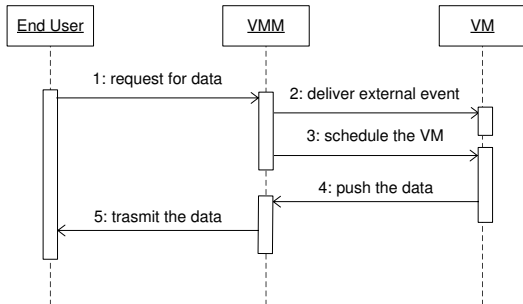 End User
VMM
VM
1: request for data
2: deliver external event
3: schedule the VM
4: push the data
5: trasmit the data